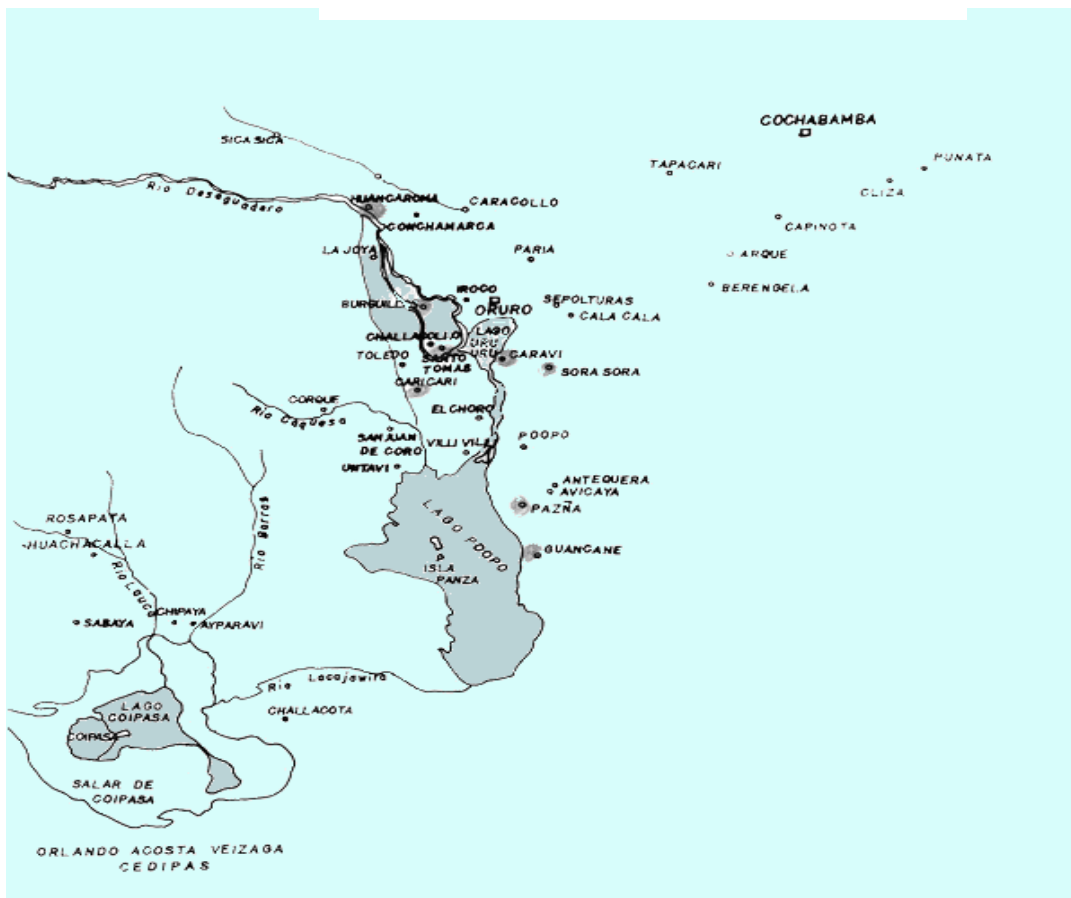 COCHABAMBA
SICA SICA
PUNATA
TAPACARI
CLIZA
Rio Desaguadero
HUANCAROMA
CARACOLLO
CONCHAMARCA
CAPINOTA
LA JOYA
PARIA
ARQUE
BERENGELA
IROCO
BURGUILL
ORURO
SEPOLTURAS
CALA CALA
CHALLACOLLO
LAGO
URU
URU
TOLEDO
SANTO
TOMAS
CARAVI
SORA SORA
CARICARI
CORQUE
Rio Caquesa
EL CHORO
SAN JUAN
DE CORO
VILLI VILLI
POOPO
UNTAVI
ANTEQUERA
AVICAYA
PAZÑA
Rio Barras
LAGO POOPO
ROSAPATA
HUACHACALLA
GUANCANE
ISLA
PANZA
Rio Lauca
CHIPAYA
SABAYA
AYPARAVI
Rio Lacajawira
LAGO
COIPASA
CHALLACOTA
COIPASA
SALAR DE
COIPASA
ORLANDO ACOSTA VEIZAGA
CEDIPAS